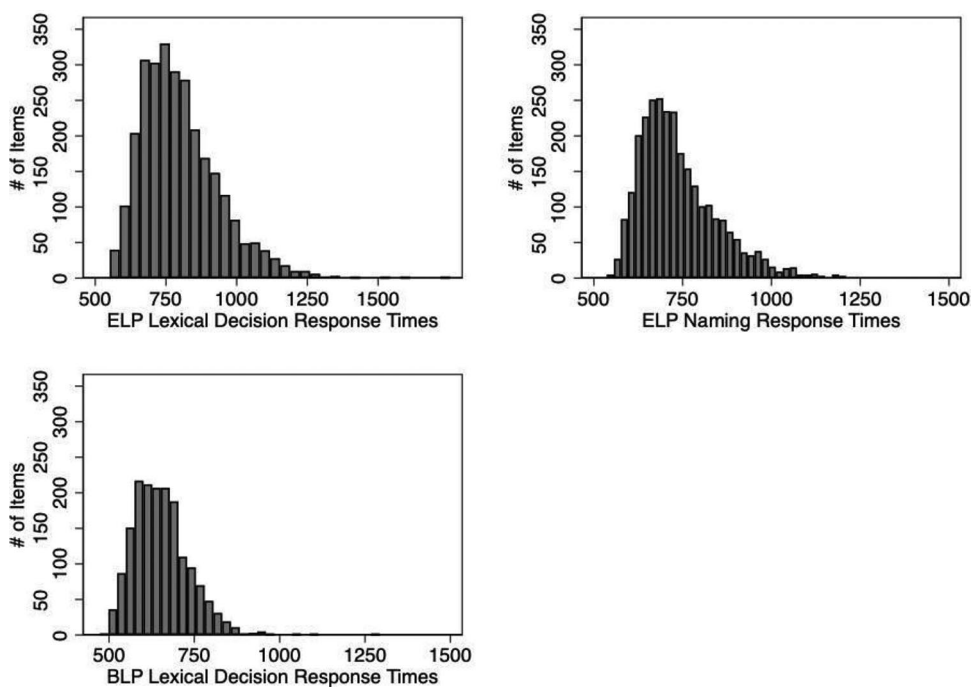 350
300
250
200
150
100
50
0
# of Items
500 750 1000 1250 1500
ELP Lexical Decision Response Times
350
300
250
200
150
100
50
0
# of Items
500 750 1000 1250 1500
ELP Naming Response Times
350
300
250
200
150
100
50
0
# of Items
500 750 1000 1250 1500
BLP Lexical Decision Response Times